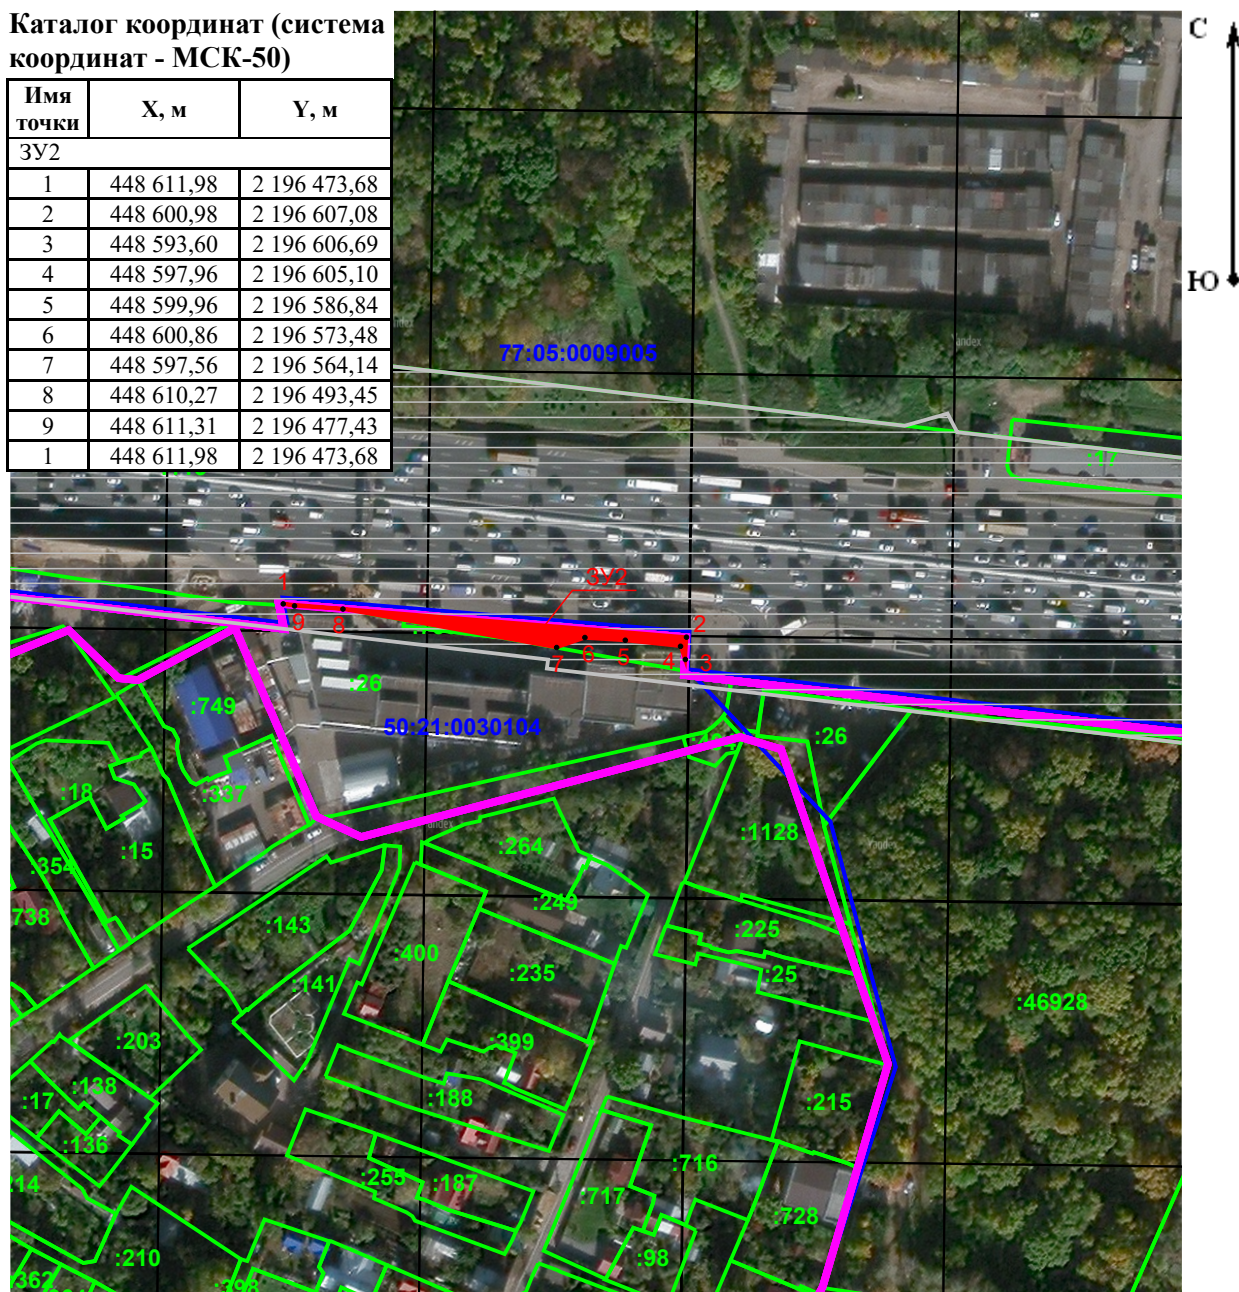 Каталог координат (система
координат - МСК-50)
Имя точки X, м Y, м
ЗУ2
1 448 611,98 2 196 473,68
2 448 600,98 2 196 607,08
3 448 593,60 2 196 606,69
4 448 597,96 2 196 605,10
5 448 599,96 2 196 586,84
6 448 600,86 2 196 573,48
7 448 597,56 2 196 564,14
8 448 610,27 2 196 493,45
9 448 611,31 2 196 477,43
1 448 611,98 2 196 473,68
С
Ю
77:05:0009005
:17
ЗУ2
1
9
8
2
6
5
4
3
7
:26
:749
50:21:0030104
:26
:18
:337
:15
:354
:264
:1128
738
:143
:249
:225
:400
:235
:25
:141
:46928
:203
:399
:138
:17
:188
:215
:136
:716
:255
:187
:717
214
:728
:210
:98
362
:398